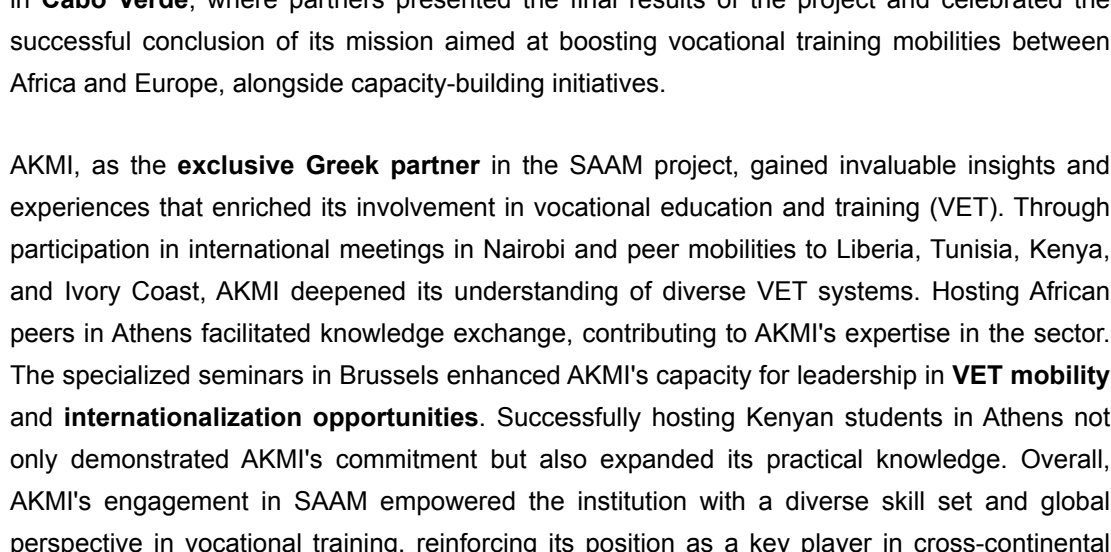 in Cabo Verde, where partners presented the final results of the project and celebrated the
successful conclusion of its mission aimed at boosting vocational training mobilities between
Africa and Europe, alongside capacity-building initiatives.
AKMI, as the exclusive Greek partner in the SAAM project, gained invaluable insights and
experiences that enriched its involvement in vocational education and training (VET). Through
participation in international meetings in Nairobi and peer mobilities to Liberia, Tunisia, Kenya,
and Ivory Coast, AKMI deepened its understanding of diverse VET systems. Hosting African
peers in Athens facilitated knowledge exchange, contributing to AKMI's expertise in the sector.
The specialized seminars in Brussels enhanced AKMI's capacity for leadership in VET mobility
and internationalization opportunities. Successfully hosting Kenyan students in Athens not
only demonstrated AKMI's commitment but also expanded its practical knowledge. Overall,
AKMI's engagement in SAAM empowered the institution with a diverse skill set and global
perspective in vocational training, reinforcing its position as a key player in cross-continental